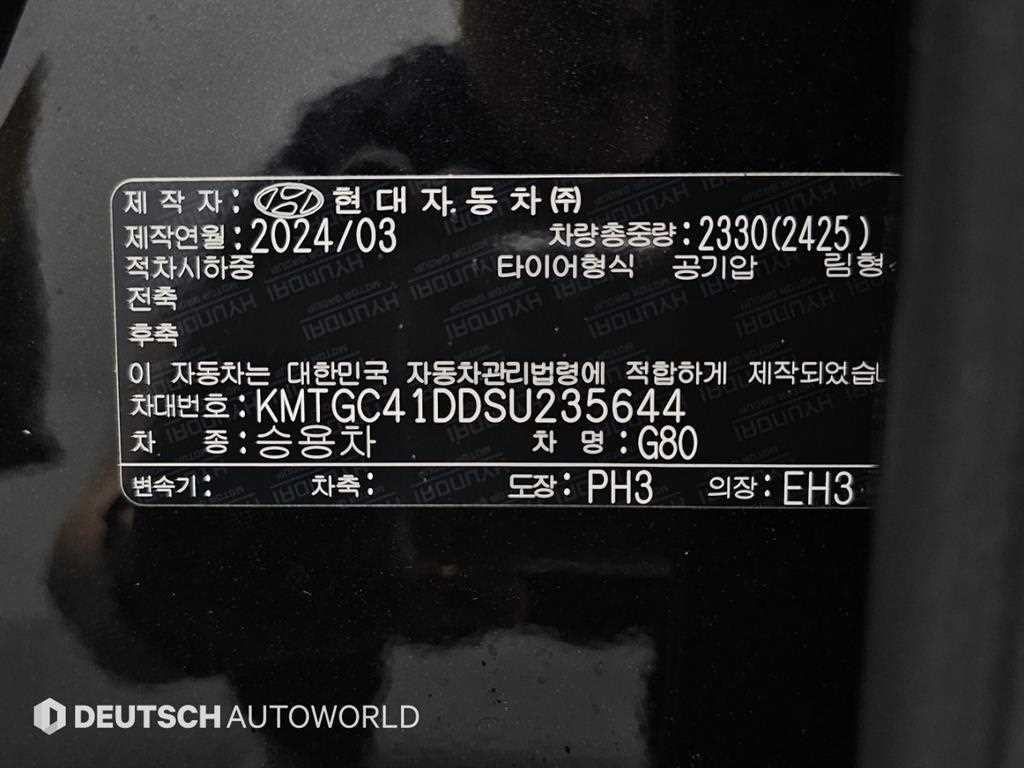 제 작 자 : 현 대 자 동 차 ㈜
제작연월 : 2024/03 차량총중량 : 2330(2425)
적차시하중 타이어형식 공기압 림형
전축
후축
이 자동차는 대한민국 자동차관리법령에 적합하게 제작되었습
차대번호 : KMTGC41DDSU235644
차 종 : 승용차 차 명 : G80
변속기 : 차축 : 도장 : PH3 의장 : EH3
DEUTSCH AUTOWORLD